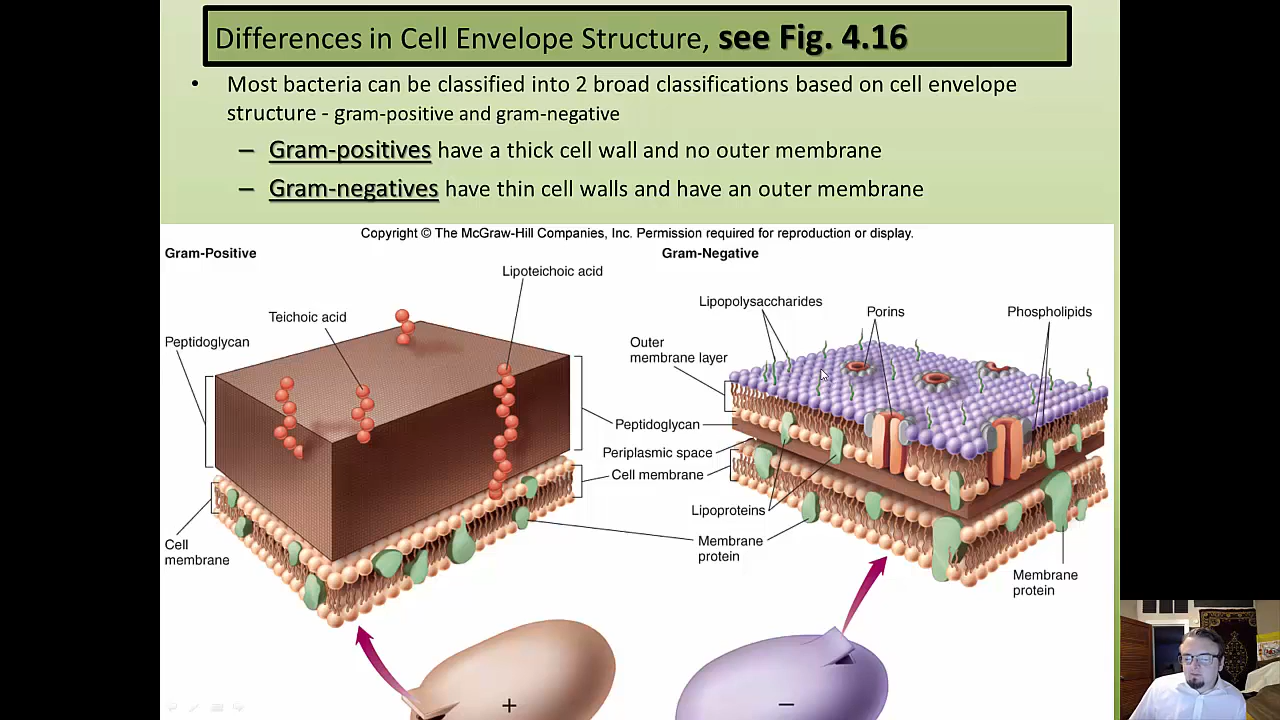 Differences in Cell Envelope Structure, see Fig. 4.16
• Most bacteria can be classified into 2 broad classifications based on cell envelope
structure - gram-positive and gram-negative
– Gram-positives have a thick cell wall and no outer membrane
– Gram-negatives have thin cell walls and have an outer membrane
Copyright © The McGraw-Hill Companies, Inc. Permission required for reproduction or display.
Gram-Positive
Lipoteichoic acid
Teichoic acid
Peptidoglycan
Cell
membrane
Gram-Negative
Lipopolysaccharides
Porins
Phospholipids
Outer
membrane layer
Peptidoglycan
Periplasmic space
Cell membrane
Lipoproteins
Membrane
protein
Membrane
protein
+
–